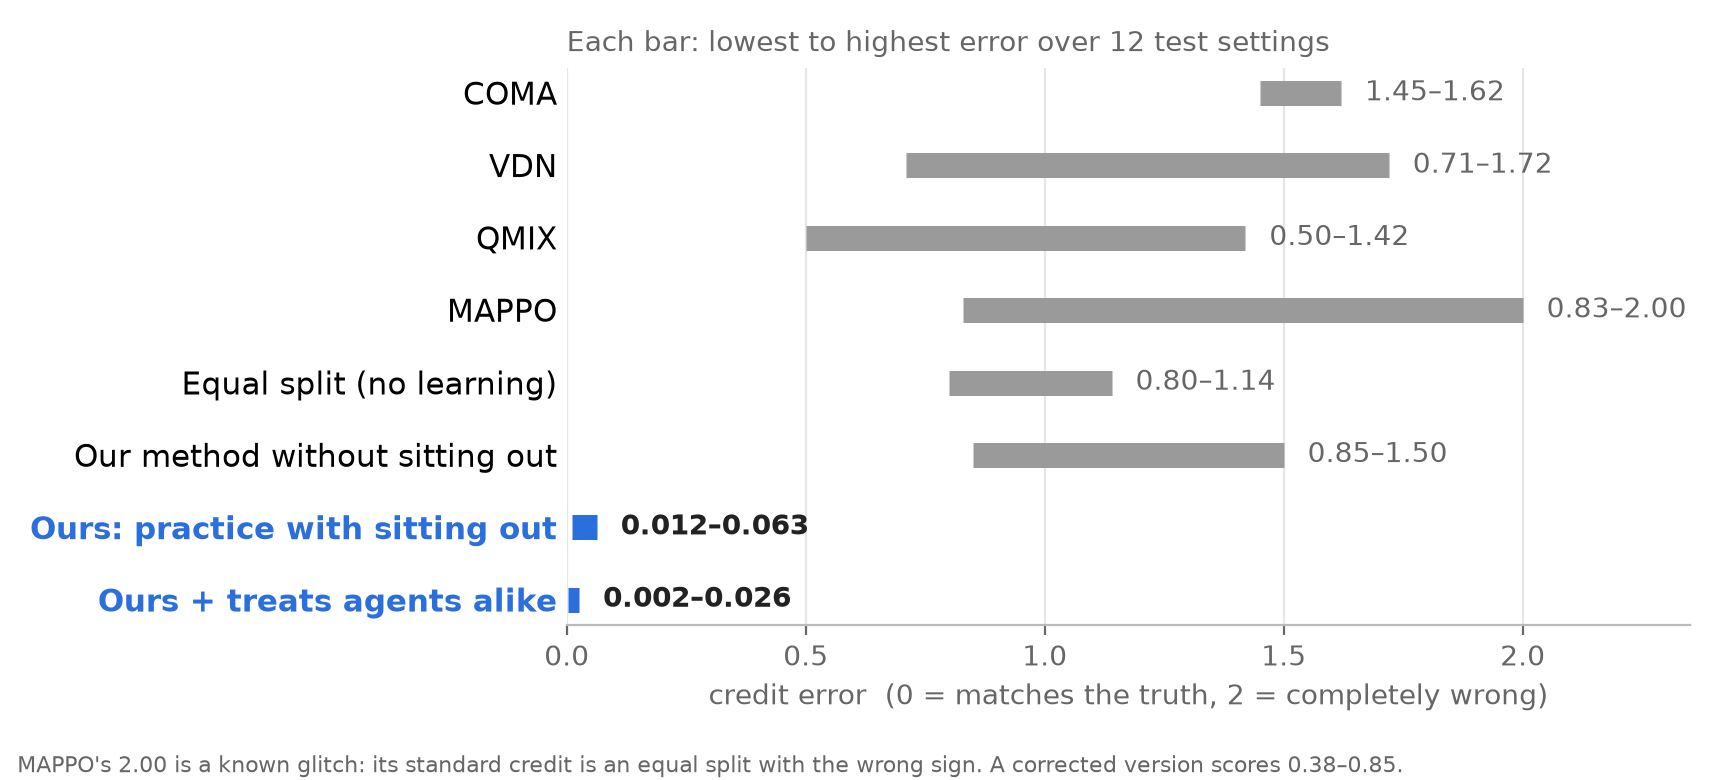 Each bar: lowest to highest error over 12 test settings
COMA 1.45–1.62
VDN 0.71–1.72
QMIX 0.50–1.42
MAPPO 0.83–2.00
Equal split (no learning) 0.80–1.14
Our method without sitting out 0.85–1.50
Ours: practice with sitting out 0.012–0.063
Ours + treats agents alike 0.002–0.026
0.0 0.5 1.0 1.5 2.0
credit error (0 = matches the truth, 2 = completely wrong)
MAPPO's 2.00 is a known glitch: its standard credit is an equal split with the wrong sign. A corrected version scores 0.38–0.85.